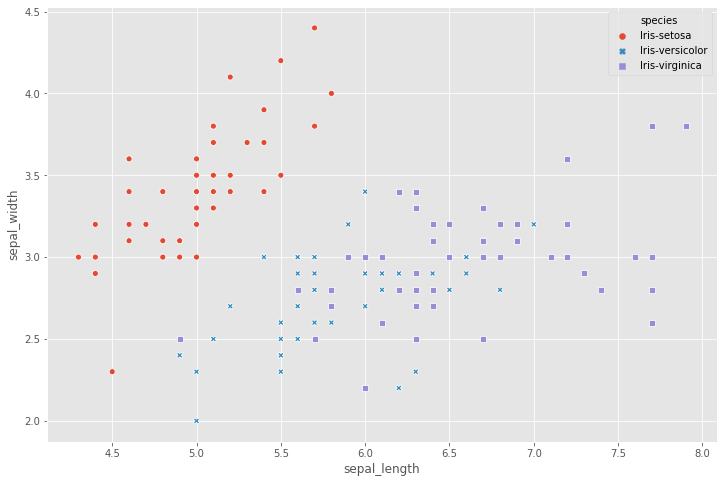 species
Iris-setosa
Iris-versicolor
Iris-virginica
4.5
4.0
3.5
3.0
2.5
2.0
sepal_width
4.5 5.0 5.5 6.0 6.5 7.0 7.5 8.0
sepal_length